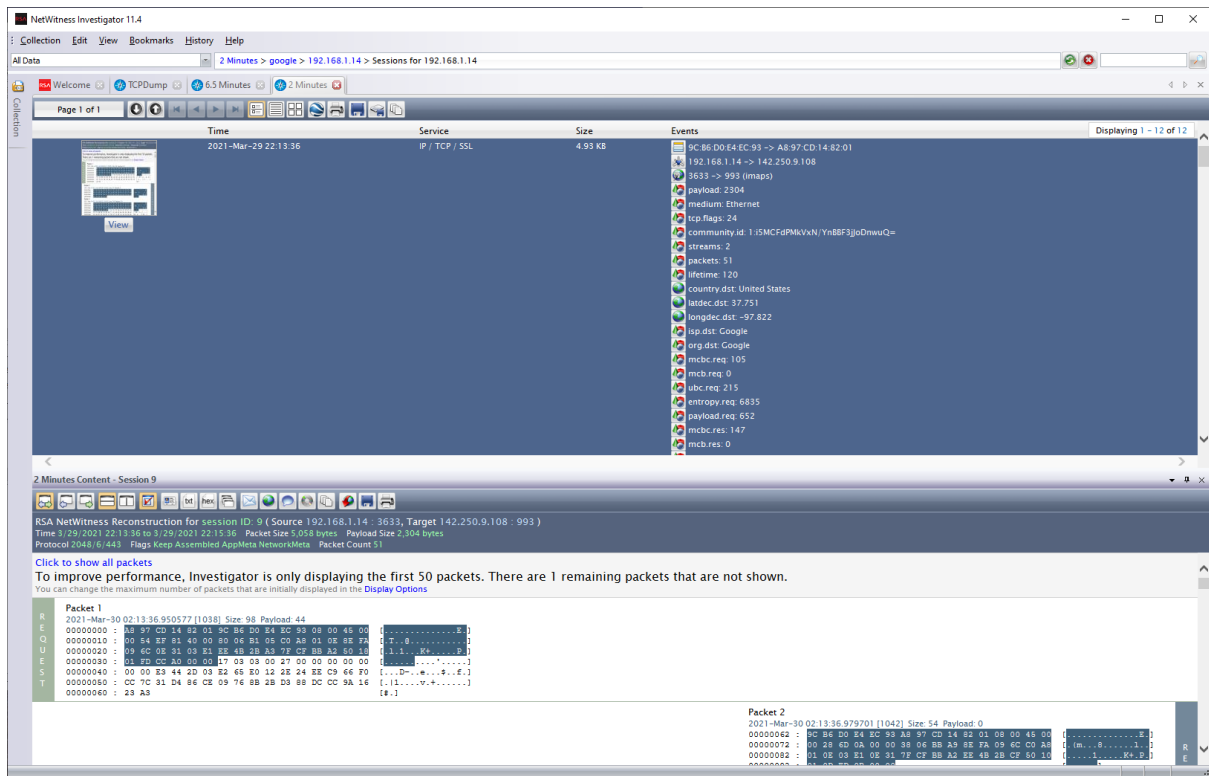 RSA NetWitness Investigator 11.4
Collection Edit View Bookmarks History Help
All Data 2 Minutes > google > 192.168.1.14 > Sessions for 192.168.1.14
Collection
RSA Welcome TCPDump 6.5 Minutes 2 Minutes
Page 1 of 1
Time Service Size Events Displaying 1 - 12 of 12
2021-Mar-29 22:13:36 IP / TCP / SSL 4.93 KB 9C:B6:D0:E4:EC:93 -> A8:97:CD:14:82:01
192.168.1.14 -> 142.250.9.108
3633 -> 993 (imaps)
payload: 2304
medium: Ethernet
View
tcp.flags: 24
community.id: 1:i5MCFdPMkVxN/YnBBF3jJoDnwuQ=
streams: 2
packets: 51
lifetime: 120
country.dst: United States
latdec.dst: 37.751
longdec.dst: -97.822
isp.dst: Google
org.dst: Google
mcbc.req: 105
mcb.req: 0
ubc.req: 215
entropy.req: 6835
payload.req: 652
mcbc.res: 147
mcb.res: 0
2 Minutes Content - Session 9
txt hex
RSA NetWitness Reconstruction for session ID: 9 ( Source 192.168.1.14 : 3633, Target 142.250.9.108 : 993 )
Time 3/29/2021 22:13:36 to 3/29/2021 22:15:36 Packet Size 5,058 bytes Payload Size 2,304 bytes
Protocol 2048/6/443 Flags Keep Assembled AppMeta NetworkMeta Packet Count 51
Click to show all packets
To improve performance, Investigator is only displaying the first 50 packets. There are 1 remaining packets that are not shown.
You can change the maximum number of packets that are initially displayed in the Display Options
REQUEST
Packet 1
2021-Mar-30 02:13:36.950577 [1038] Size: 98 Payload: 44
00000000 : A8 97 CD 14 82 01 9C B6 D0 E4 EC 93 08 00 45 00 [..............E.]
00000010 : 00 54 EF 81 40 00 80 06 B1 05 C0 A8 01 0E 8E FA [.T..@...........]
00000020 : 09 6C 0E 31 03 E1 EE 4B 2B A3 7F CF BB A2 50 18 [.l.1...K+.....P.]
00000030 : 01 FD CC A0 00 00 17 03 03 00 27 00 00 00 00 00 [..........'.....]
00000040 : 00 00 E3 44 2D 03 E2 65 E0 12 2E 24 EE C9 66 F0 [...D-..e...$..f.]
00000050 : CC 7C 31 D4 86 CE 09 76 8B 2B D3 88 DC CC 9A 16 [.|1....v.+......]
00000060 : 23 A3 [#.]
Packet 2
2021-Mar-30 02:13:36.979701 [1042] Size: 54 Payload: 0
00000062 : 9C B6 D0 E4 EC 93 A8 97 CD 14 82 01 08 00 45 00 [..............E.]
00000072 : 00 28 6D 0A 00 00 38 06 BB A9 8E FA 09 6C C0 A8 [.(m...8......l..]
00000082 : 01 0E 03 E1 0E 31 7F CF BB A2 EE 4B 2B CF 50 10 [.....1.....K+.P.]
R
E